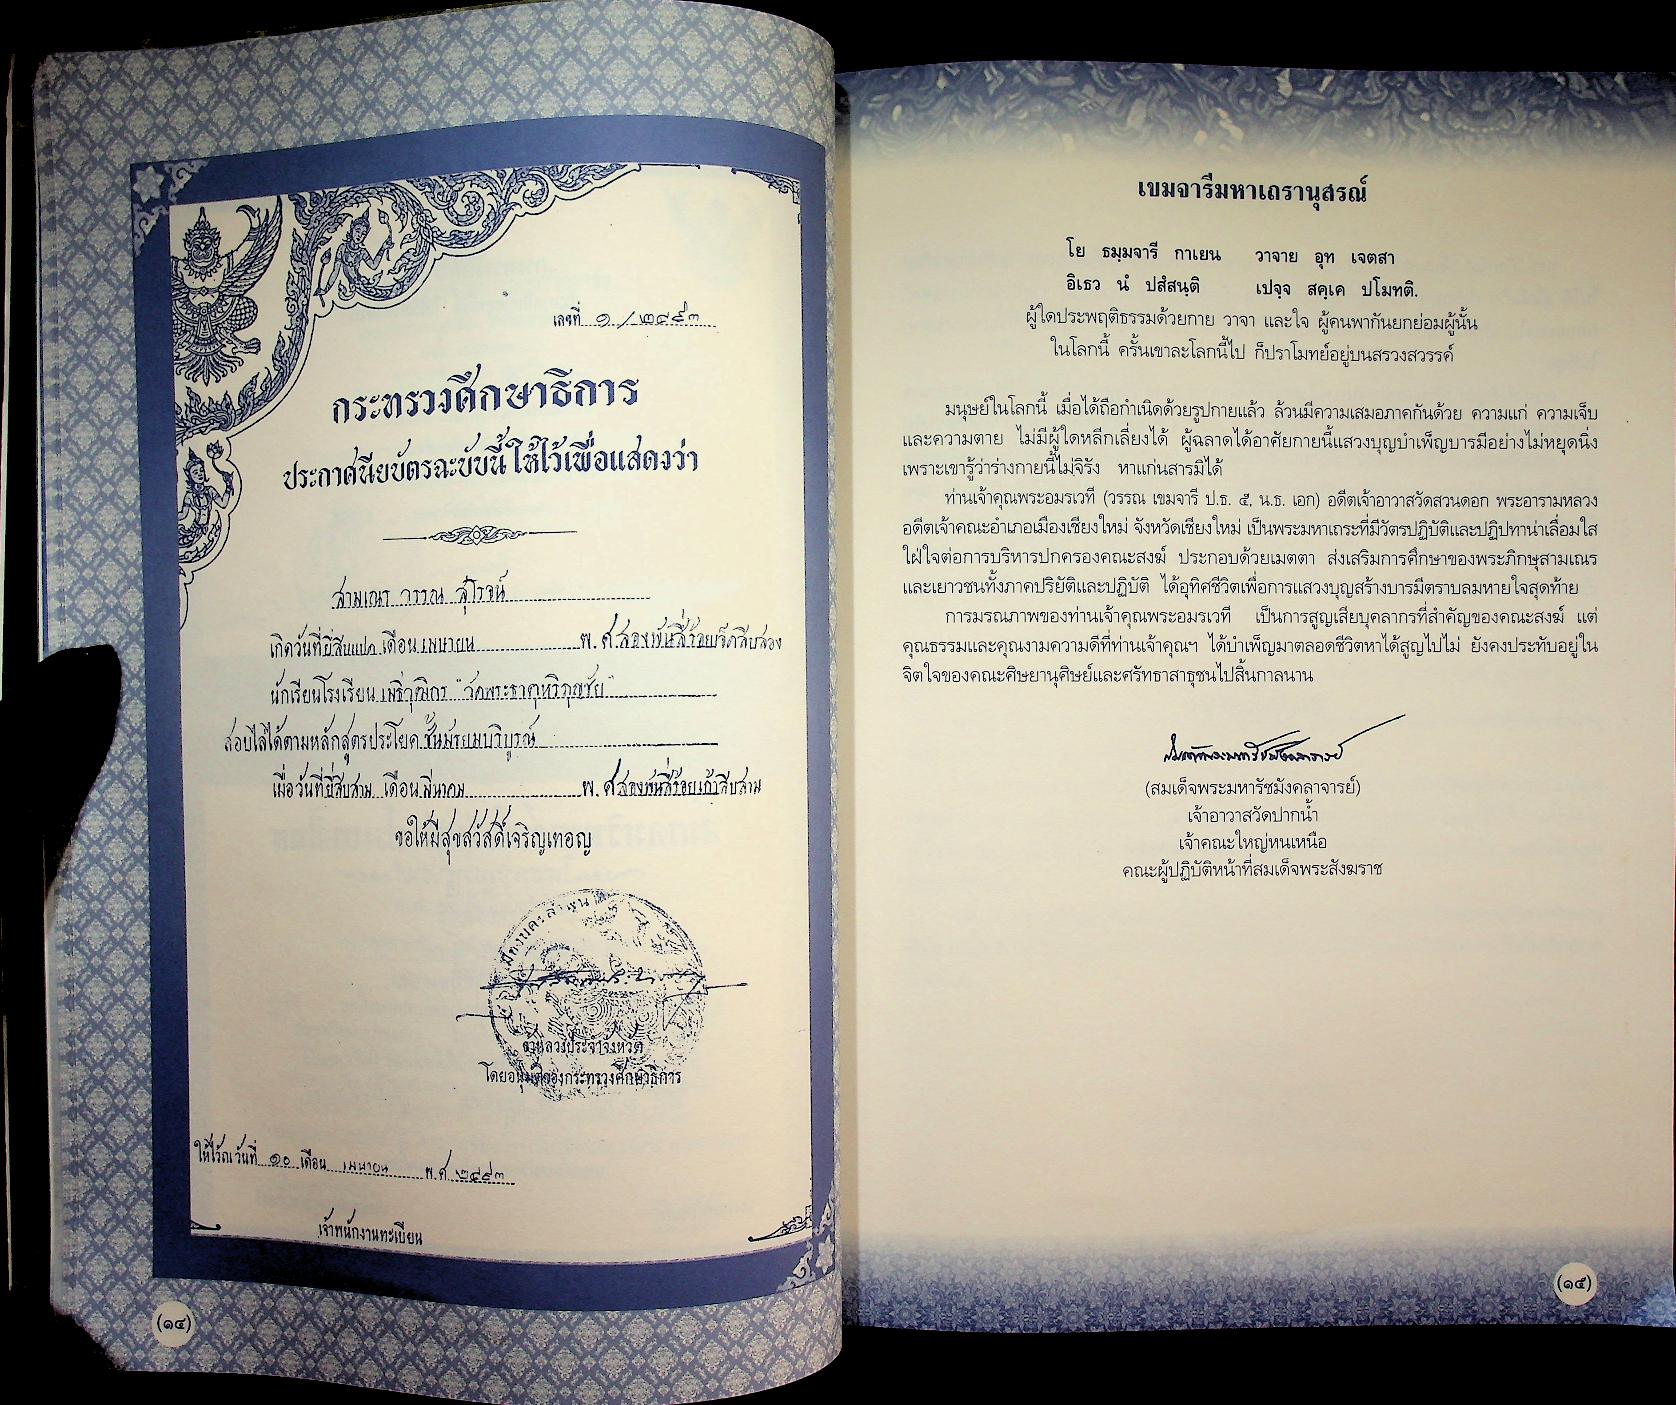 เลขที่ ๑/๒๔๙๓
กระทรวงศึกษาธิการ
ประกาศนียบัตรฉะบับนี้ให้ไว้เพื่อแสดงว่า
สามเณร วรรณ สุโรจน์
เกิดวันที่ยี่สิบแปด เดือน เมษายน พ.ศ.สองพันสี่ร้อยเจ็ดสิบสอง
นักเรียนโรงเรียน เมธีวุฒิกร "วัดพระธาตุหริภุญชัย"
สอบไล่ได้ตามหลักสูตรประโยค ชั้นมัธยมบริบูรณ์
เมื่อวันที่ยี่สิบสาม เดือน มีนาคม พ.ศ.สองพันสี่ร้อยเก้าสิบสาม
ขอให้มีสุขสวัสดิ์เจริญเทอญ
ข้าหลวงประจำจังหวัด
โดยอนุมัติของกระทรวงศึกษาธิการ
ให้ไว้ณวันที่ ๑๐ เดือน เมษายน พ.ศ. ๒๔๙๓
เจ้าพนักงานทะเบียน
(๑๔)
เขมจารีมหาเถรานุสรณ์
โย ธมฺมจารี กาเยน วาจาย อุท เจตสา
อิเธว นํ ปสํสนฺติ เปจฺจ สคฺเค ปโมทติ.
ผู้ใดประพฤติธรรมด้วยกาย วาจา และใจ ผู้คนพากันยกย่อมผู้นั้น
ในโลกนี้ ครั้นเขาละโลกนี้ไป ก็ปราโมทย์อยู่บนสรวงสวรรค์
มนุษย์ในโลกนี้ เมื่อได้ถือกำเนิดด้วยรูปกายแล้ว ล้วนมีความเสมอภาคกันด้วย ความแก่ ความเจ็บ
และความตาย ไม่มีผู้ใดหลีกเลี่ยงได้ ผู้ฉลาดได้อาศัยกายนี้แสวงบุญบำเพ็ญบารมีอย่างไม่หยุดนิ่ง
เพราะเขารู้ว่าร่างกายนี้ไม่จิรัง หาแก่นสารมิได้
ท่านเจ้าคุณพระอมรเวที (วรรณ เขมจารี ป.ธ. ๕, น.ธ. เอก) อดีตเจ้าอาวาสวัดสวนดอก พระอารามหลวง
อดีตเจ้าคณะอำเภอเมืองเชียงใหม่ จังหวัดเชียงใหม่ เป็นพระมหาเถระที่มีวัตรปฏิบัติและปฏิปทาน่าเลื่อมใส
ใฝ่ใจต่อการบริหารปกครองคณะสงฆ์ ประกอบด้วยเมตตา ส่งเสริมการศึกษาของพระภิกษุสามเณร
และเยาวชนทั้งภาคปริยัติและปฏิบัติ ได้อุทิศชีวิตเพื่อการแสวงบุญสร้างบารมีตราบลมหายใจสุดท้าย
การมรณภาพของท่านเจ้าคุณพระอมรเวที เป็นการสูญเสียบุคลากรที่สำคัญของคณะสงฆ์ แต่
คุณธรรมและคุณงามความดีที่ท่านเจ้าคุณฯ ได้บำเพ็ญมาตลอดชีวิตหาได้สูญไปไม่ ยังคงประทับอยู่ใน
จิตใจของคณะศิษยานุศิษย์และศรัทธาสาธุชนไปสิ้นกาลนาน
(สมเด็จพระมหารัชมังคลาจารย์)
เจ้าอาวาสวัดปากน้ำ
เจ้าคณะใหญ่หนเหนือ
คณะผู้ปฏิบัติหน้าที่สมเด็จพระสังฆราช
(๑๕)